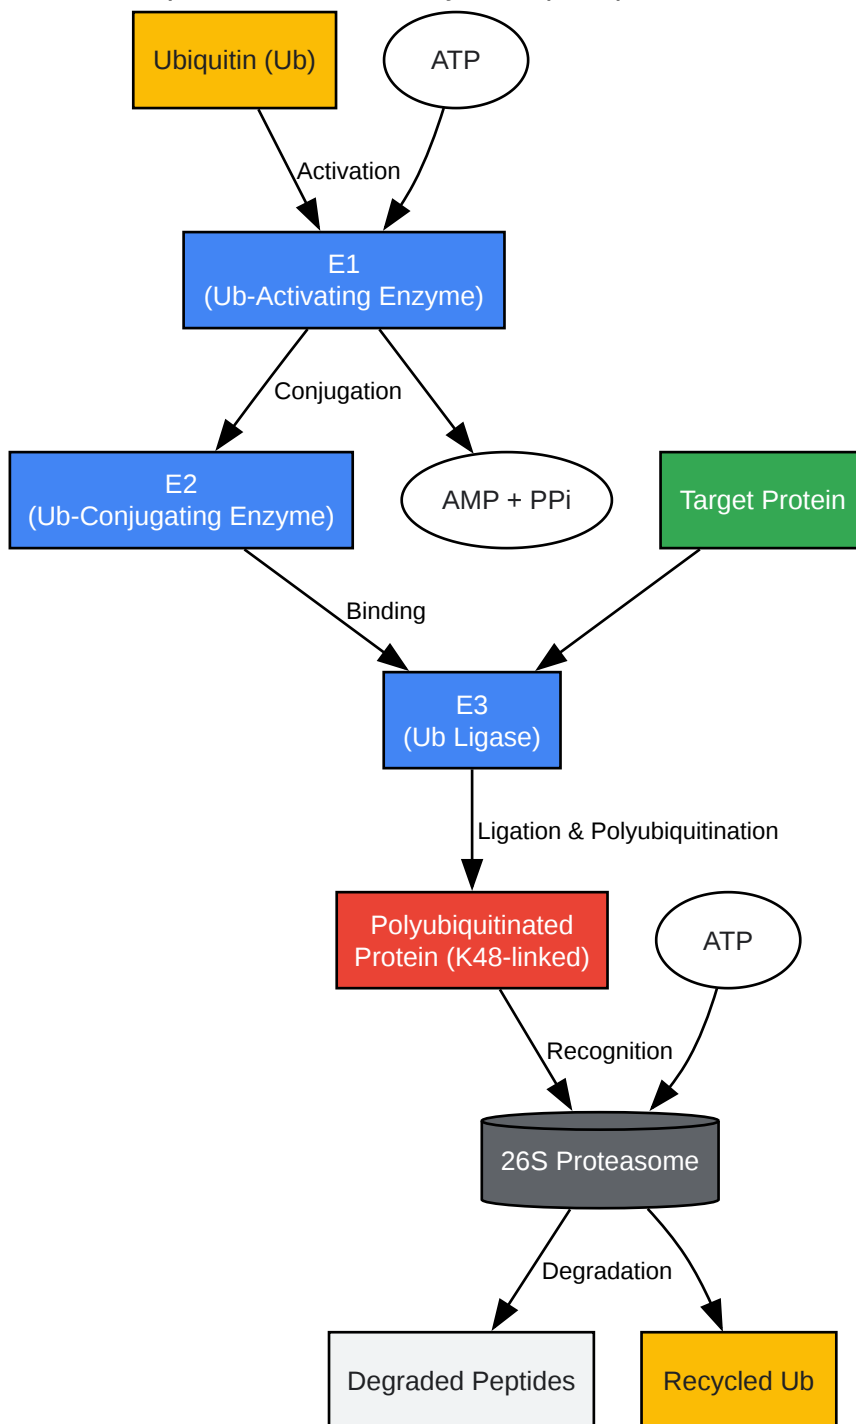 Ubiquitin (Ub)
ATP
Activation
E1
(Ub-Activating Enzyme)
Conjugation
E2
(Ub-Conjugating Enzyme)
AMP + PPi
Target Protein
Binding
E3
(Ub Ligase)
Ligation & Polyubiquitination
Polyubiquitinated
Protein (K48-linked)
ATP
Recognition
26S Proteasome
Degradation
Degraded Peptides
Recycled Ub